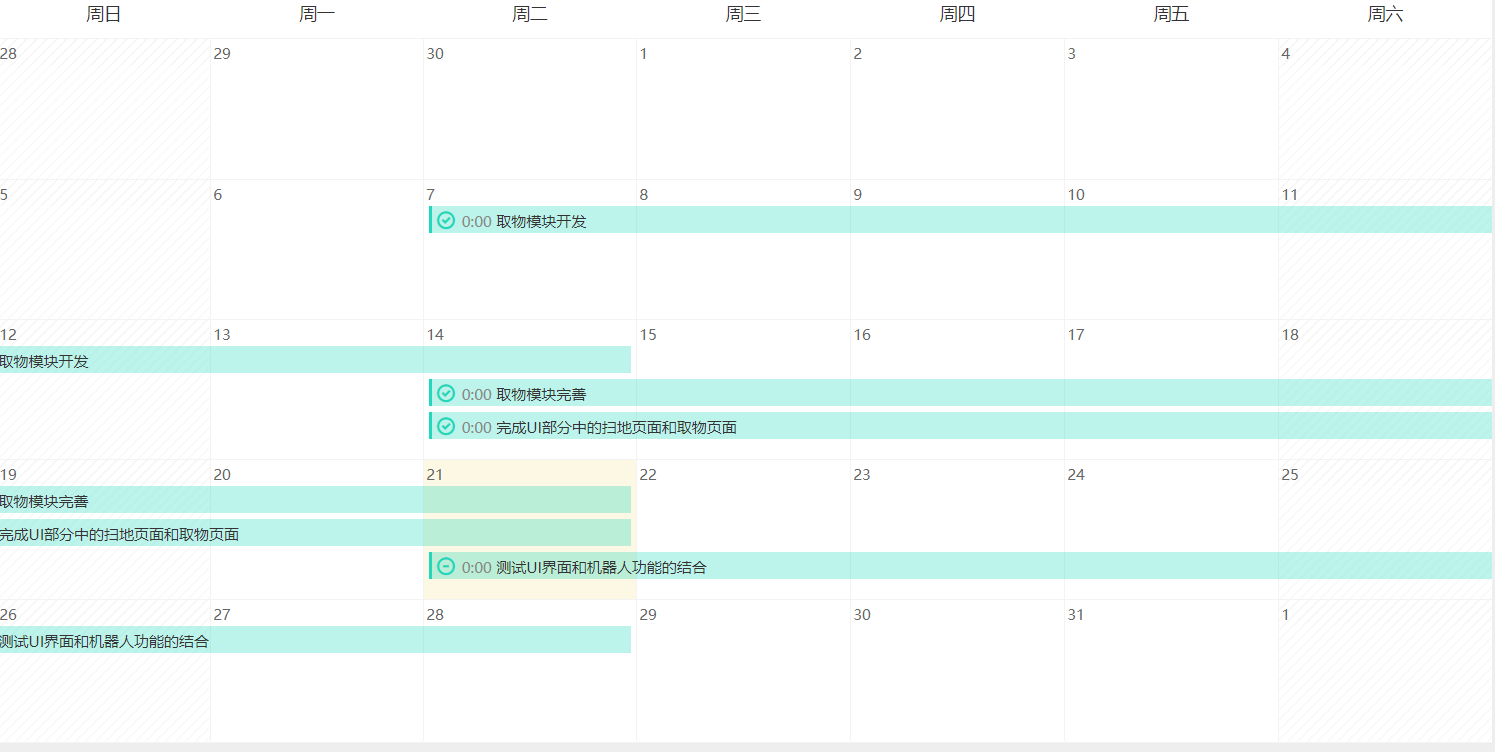 周日 周一 周二 周三 周四 周五 周六
28 29 30 1 2 3 4
5 6 7 8 9 10 11
0:00 取物模块开发
12 13 14 15 16 17 18
取物模块开发
0:00 取物模块完善
0:00 完成UI部分中的扫地页面和取物页面
19 20 21 22 23 24 25
取物模块完善
完成UI部分中的扫地页面和取物页面
0:00 测试UI界面和机器人功能的结合
26 27 28 29 30 31 1
测试UI界面和机器人功能的结合